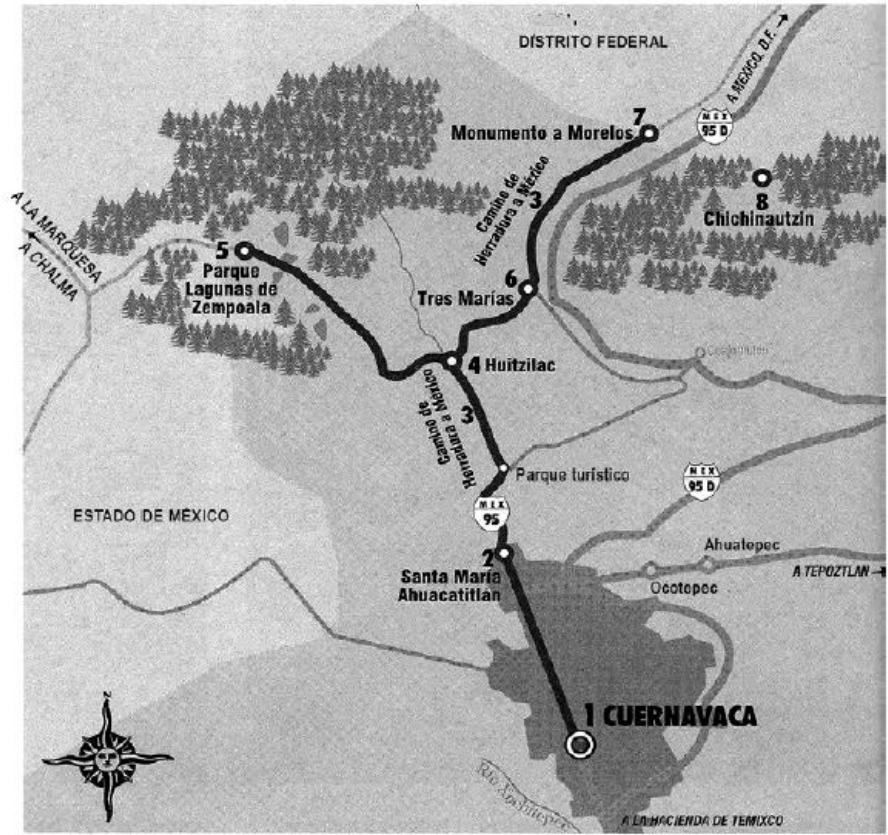 DISTRITO FEDERAL
A MEXICO, D.F.
7
Monumento a Morelos
MEX
95 D
8
Chichinautzin
3
Camino de
Herradura a México
A LA MARQUESA
A CHALMA
5
Parque
Lagunas de
Zempoala
6
Tres Marías
4 Huitzilac
3
Camino de
Herradura a México
Parque turístico
MEX
95 D
ESTADO DE MÉXICO
MEX
95
2
Santa María
Ahuacatitlán
Ahuatepec
Ocotepec
A TEPOZTLAN
1 CUERNAVACA
N
Río
A LA HACIENDA DE TEMIXCO